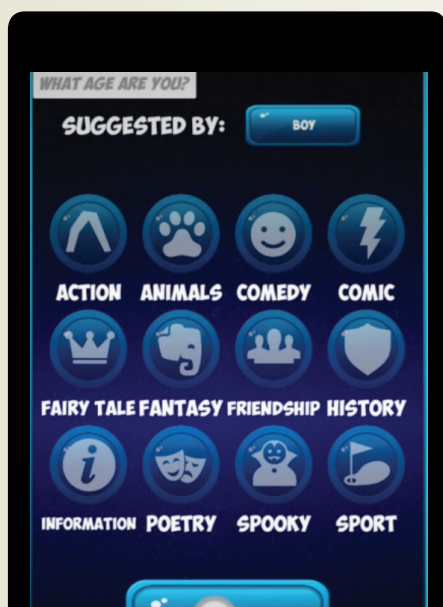 WHAT AGE ARE YOU?
SUGGESTED BY: BOY
ACTION ANIMALS COMEDY COMIC
FAIRY TALE FANTASY FRIENDSHIP HISTORY
INFORMATION POETRY SPOOKY SPORT